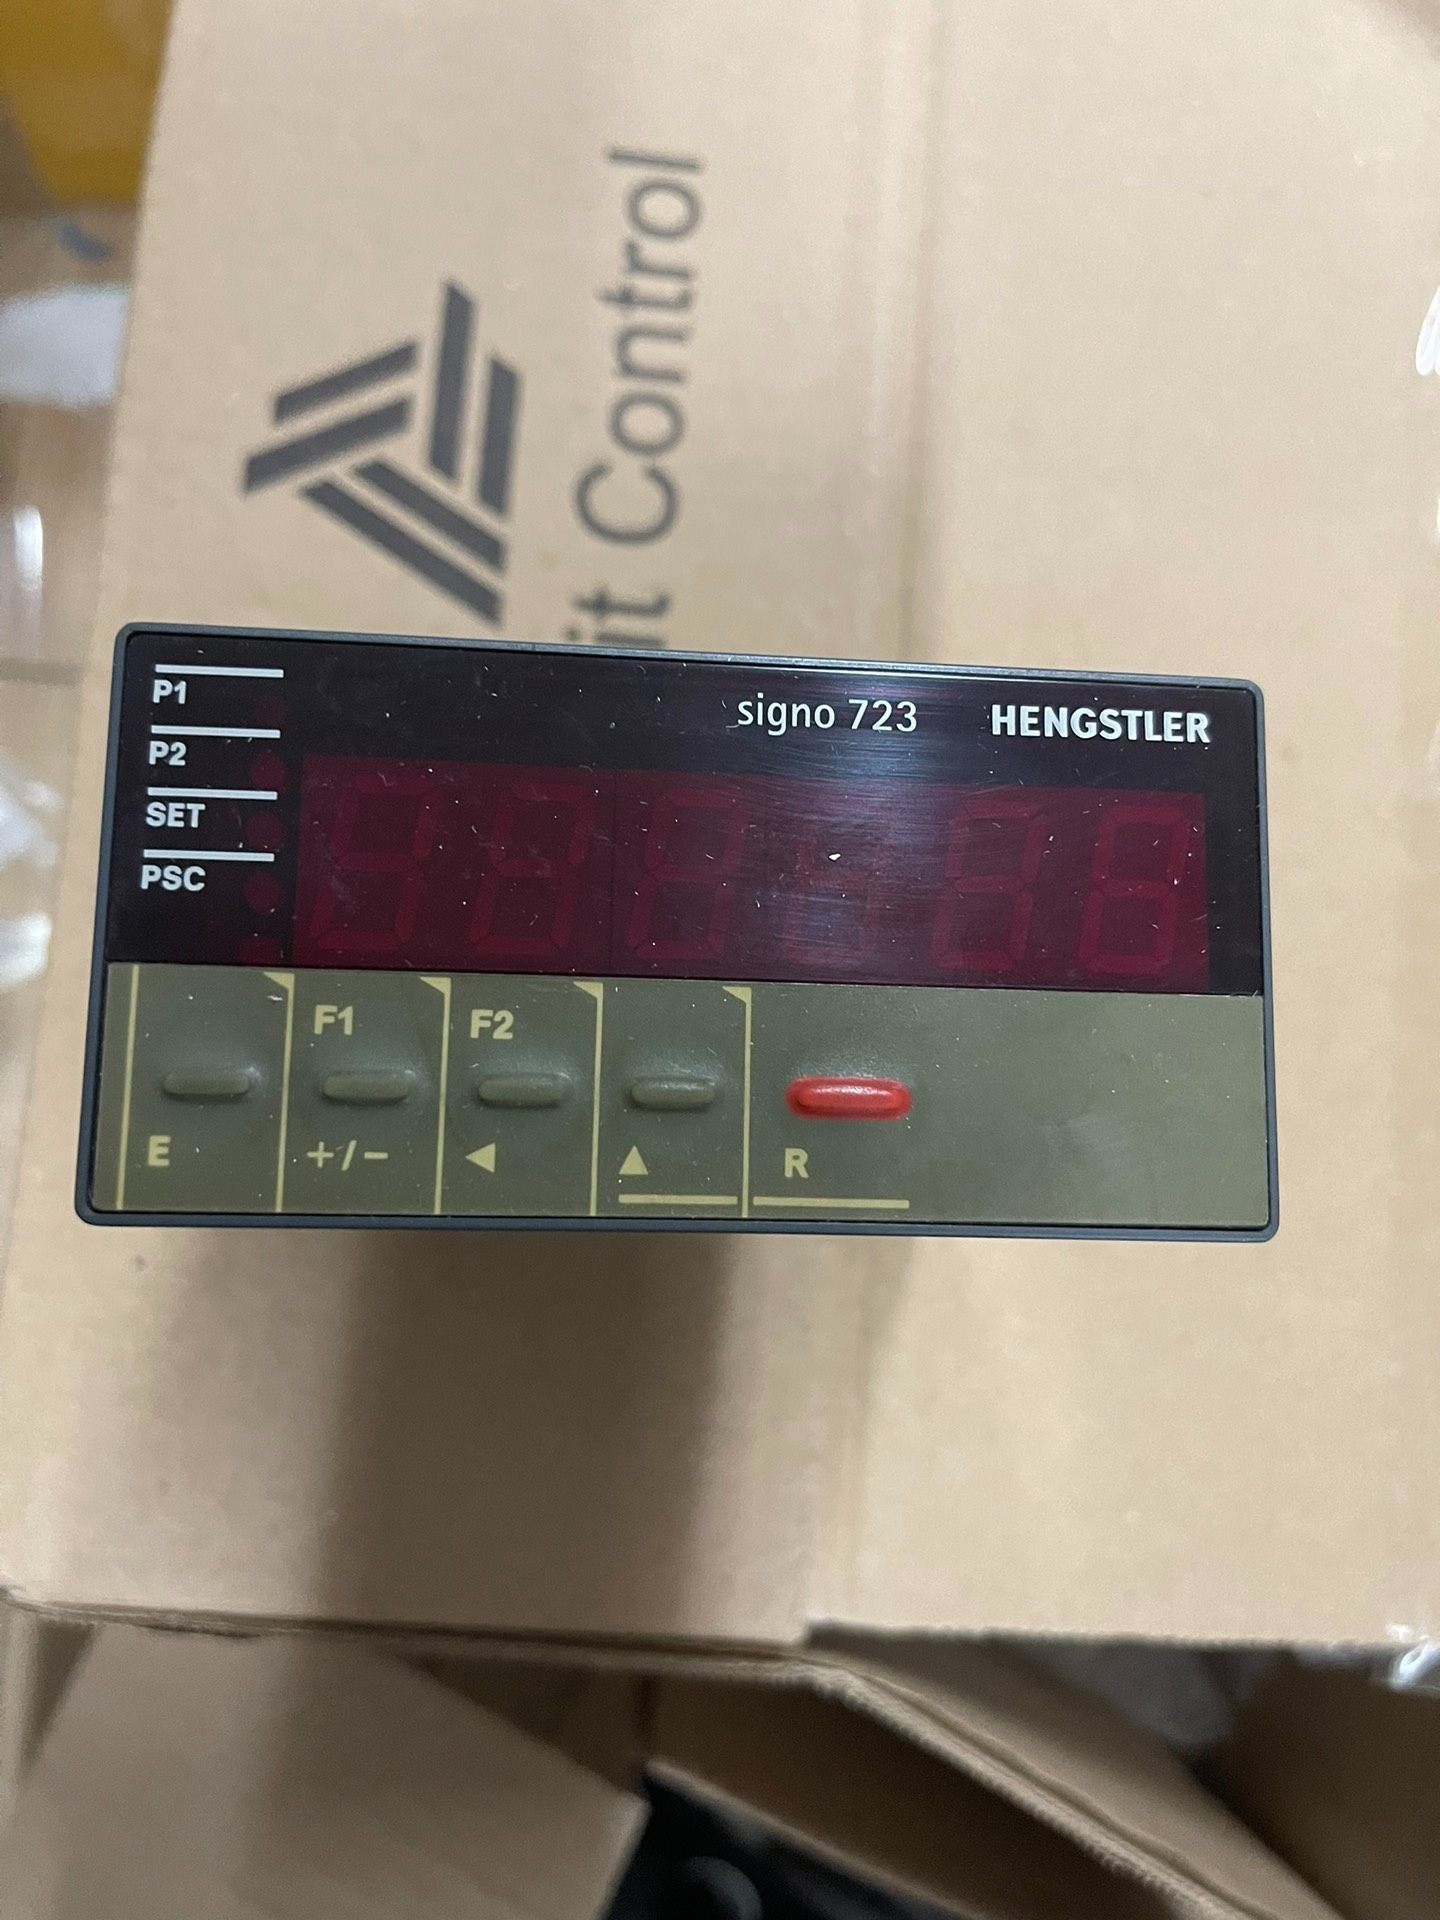 it Control
P1
P2
SET
PSC
signo 723 HENGSTLER
F1 F2
E +/- ◀ ▲ R